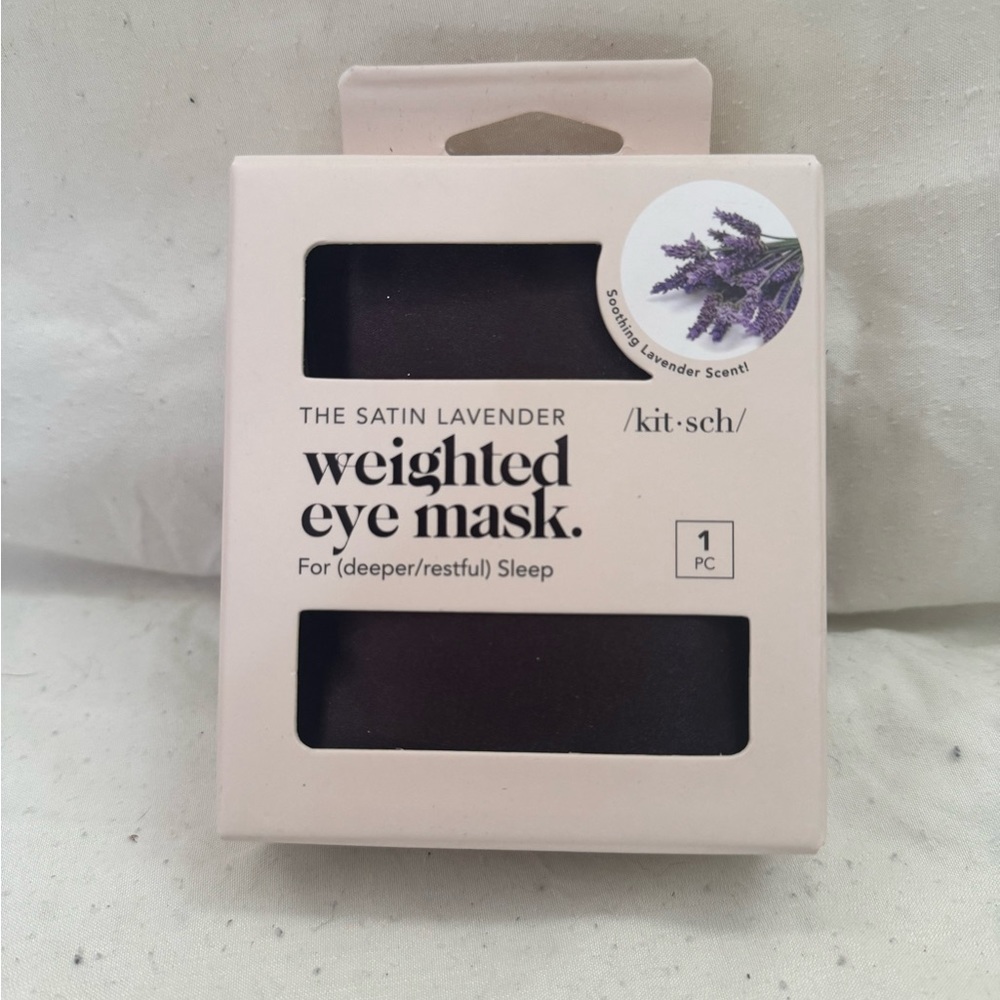 Soothing Lavender Scent!
THE SATIN LAVENDER
/kit·sch/
weighted
eye mask.
1
PC
For (deeper/restful) Sleep